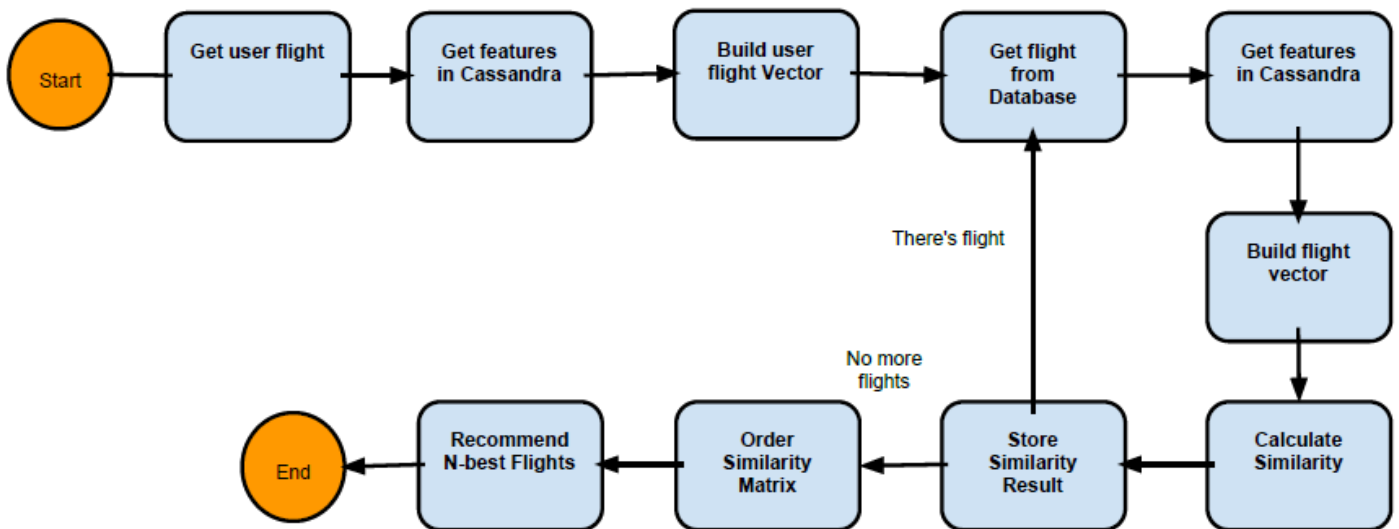 Start
Get user flight
Get features
in Cassandra
Build user
flight Vector
Get flight
from
Database
Get features
in Cassandra
There's flight
Build flight
vector
No more
flights
End
Recommend
N-best Flights
Order
Similarity
Matrix
Store
Similarity
Result
Calculate
Similarity